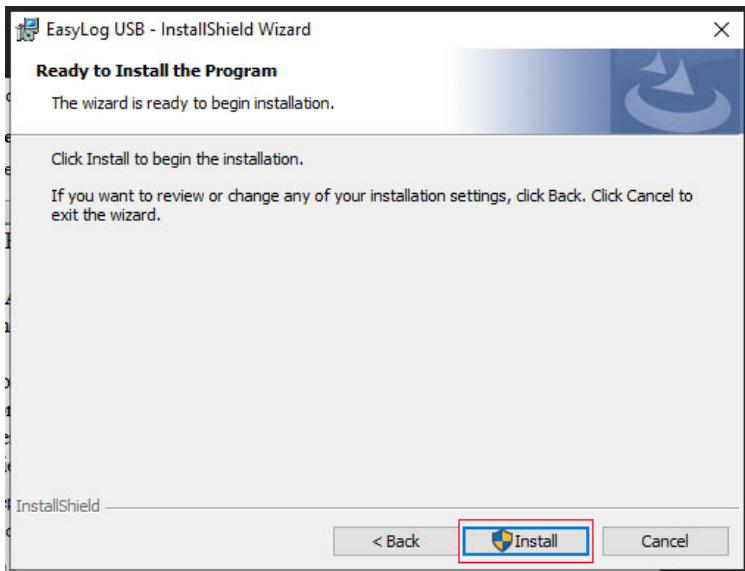 EasyLog USB - InstallShield Wizard
Ready to Install the Program
The wizard is ready to begin installation.
Click Install to begin the installation.
If you want to review or change any of your installation settings, click Back. Click Cancel to
exit the wizard.
InstallShield
< Back
Install
Cancel